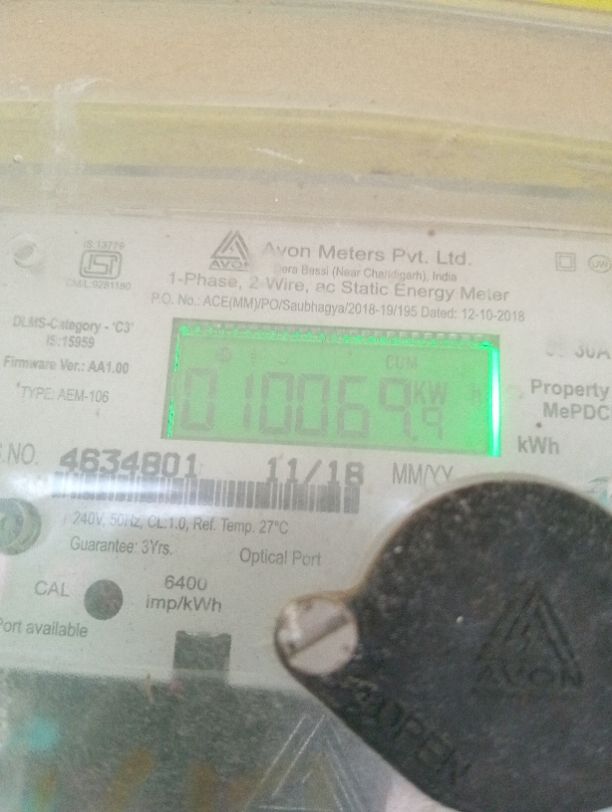 IS:13779
ISI
CM/L:9281180
AVON
Avon Meters Pvt. Ltd.
Dera Bassi (Near Chandigarh), India
1-Phase, 2 Wire, ac Static Energy Meter
P.O. No.: ACE(MM)/PO/Saubhagya/2018-19/195 Dated: 12-10-2018
DLMS-Category - 'C3'
IS:15959
Firmware Ver.: AA1.00
TYPE: AEM-106
CUM
010069.9 KW
30A
Property
MePDC
kWh
S.NO. 4634801 11/18 MM/YY
240V, 50Hz, CL:1.0, Ref. Temp. 27°C
Guarantee: 3Yrs.
Optical Port
CAL
6400
imp/kWh
Port available
AVON
OPEN